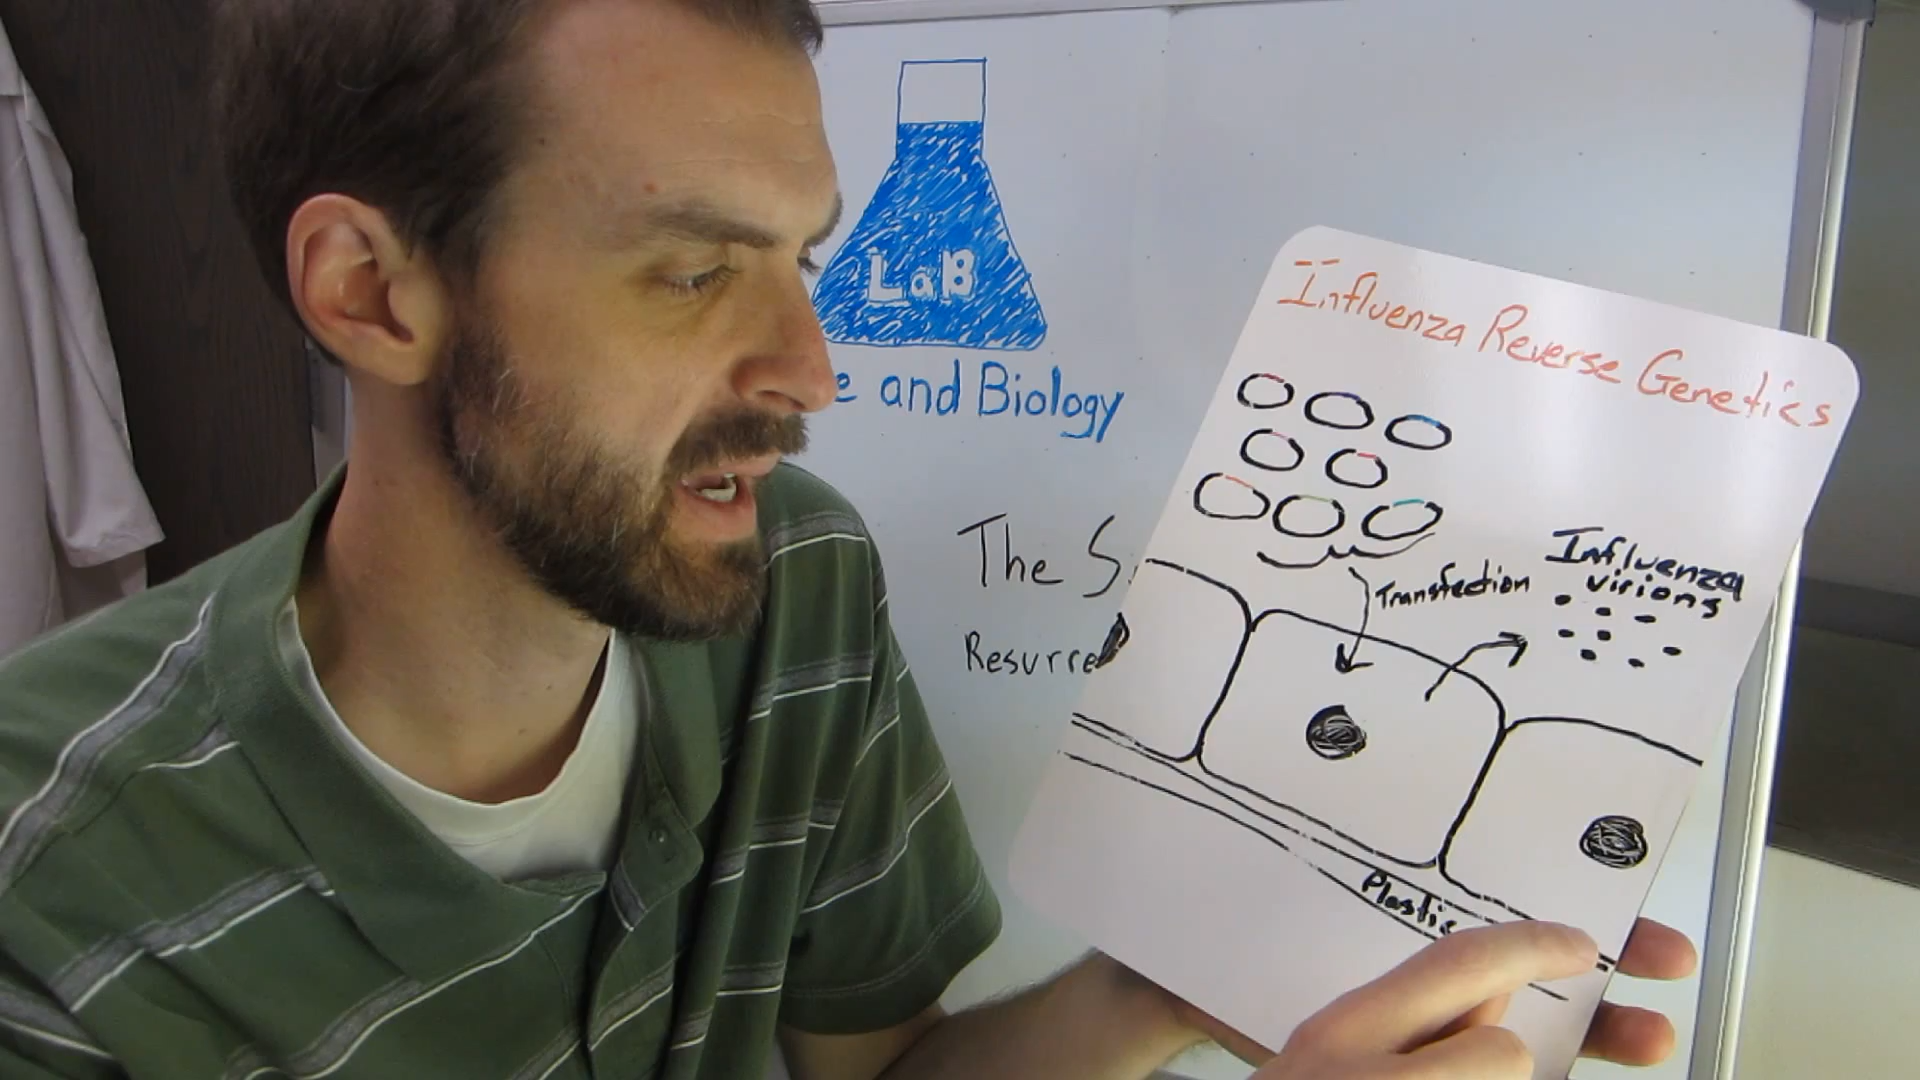 LaB
e and Biology
The S
Resurre
Influenza Reverse Genetics
Transfection
Influenza
virions
Plastic